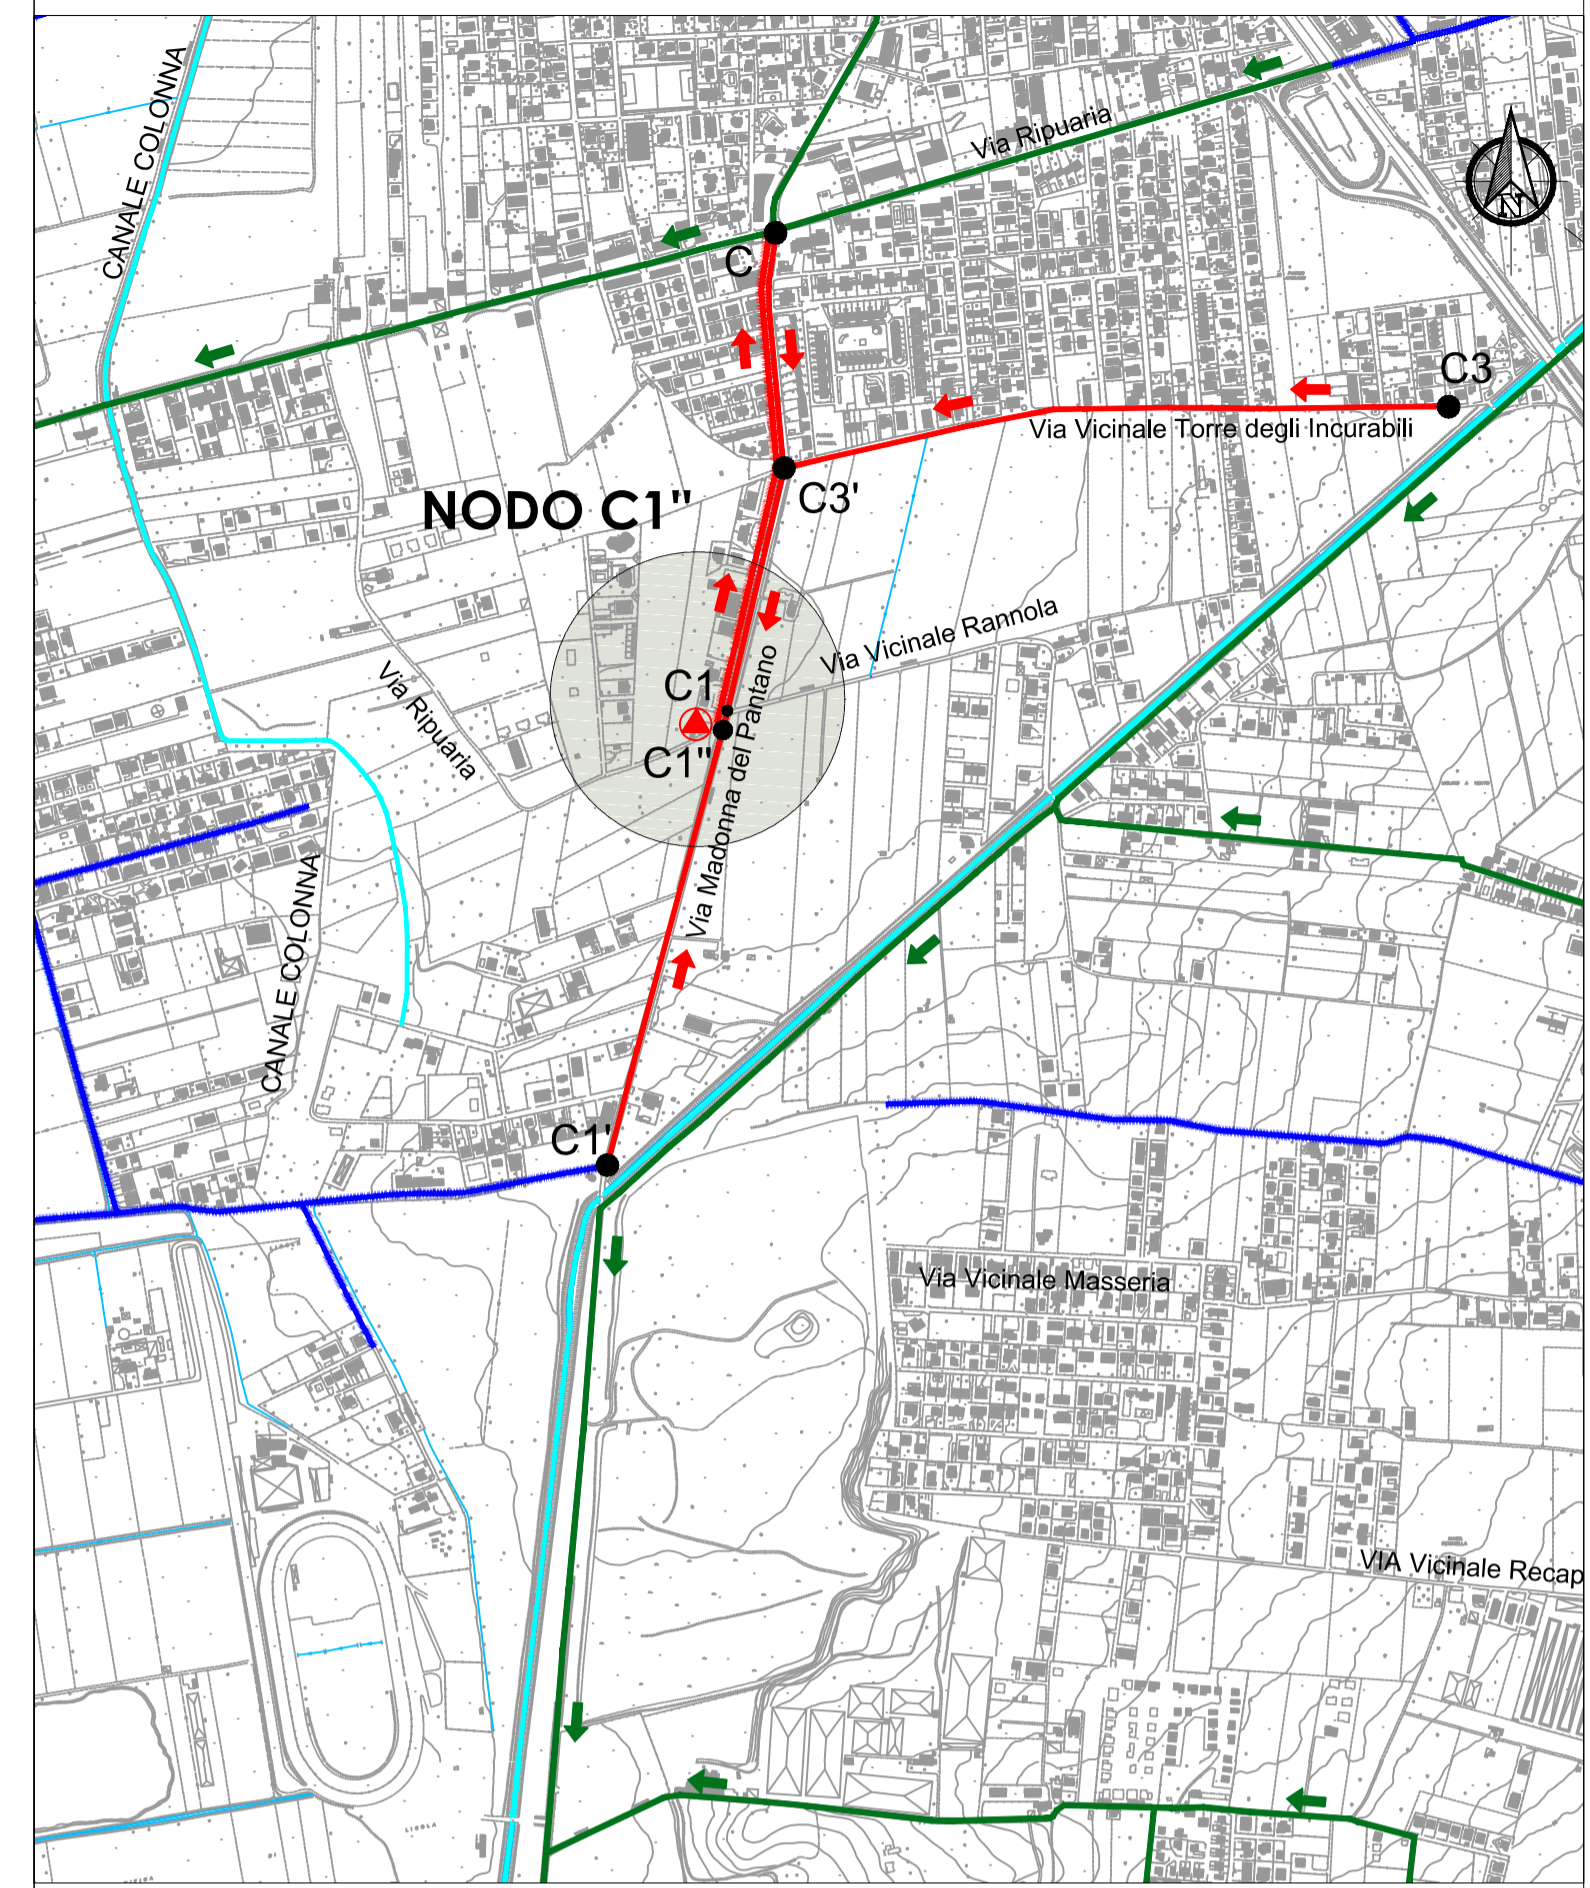 CANALE COLONNA
Via Ripuaria
N
C
C3
Via Vicinale Torre degli Incurabili
C3'
NODO C1"
Via Vicinale Rannola
Via Ripuaria
C1
C1"
Via Madonna del Pantano
CANALE COLONNA
C1'
Via Vicinale Masseria
VIA Vicinale Recap